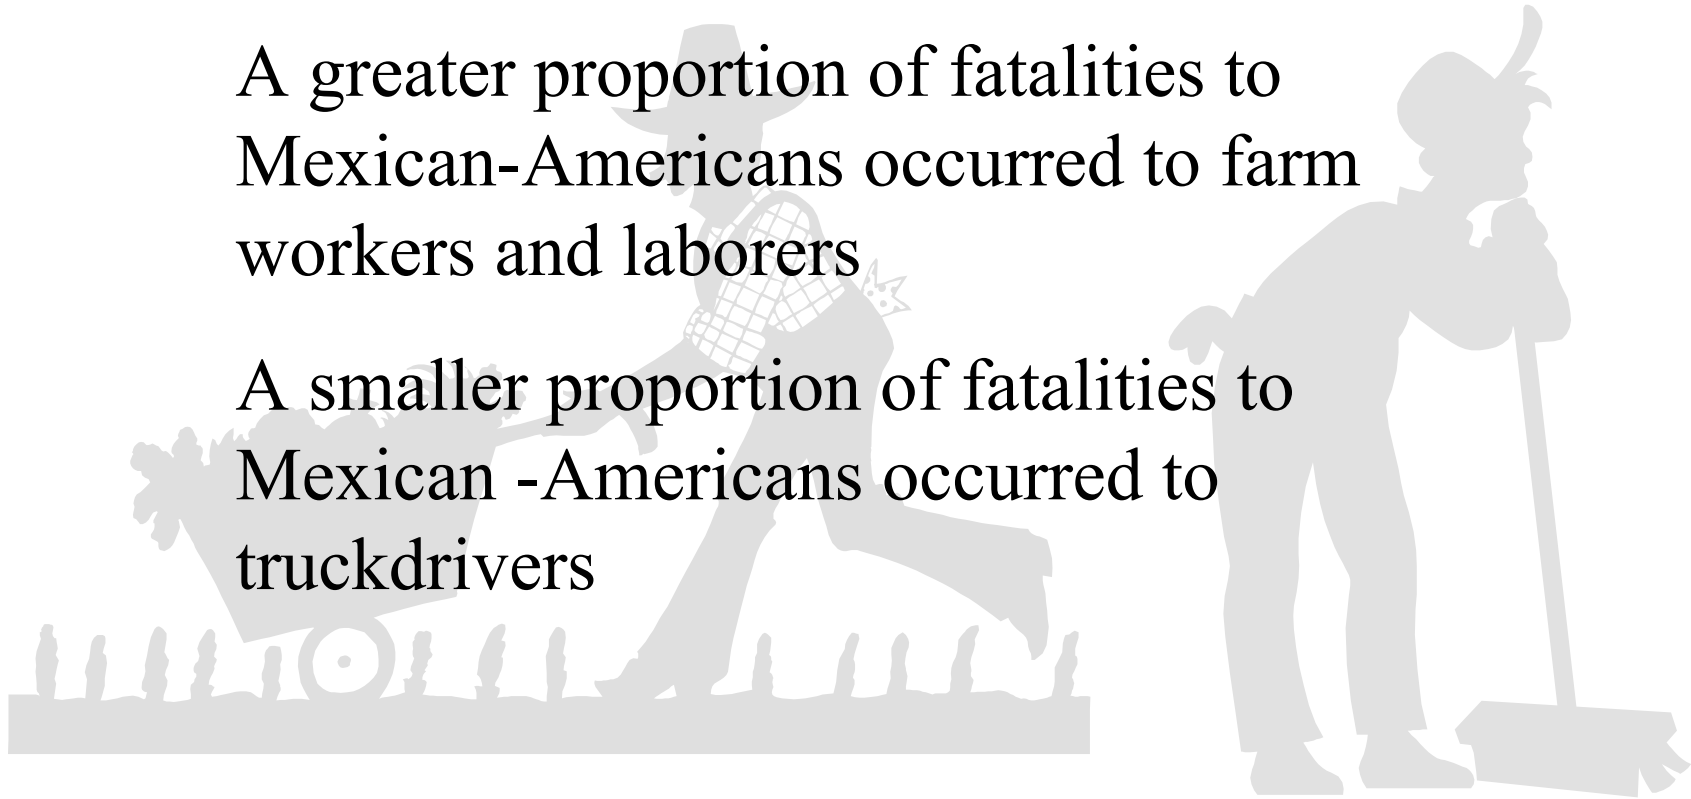 A greater proportion of fatalities to
Mexican-Americans occurred to farm
workers and laborers
A smaller proportion of fatalities to
Mexican -Americans occurred to
truckdrivers